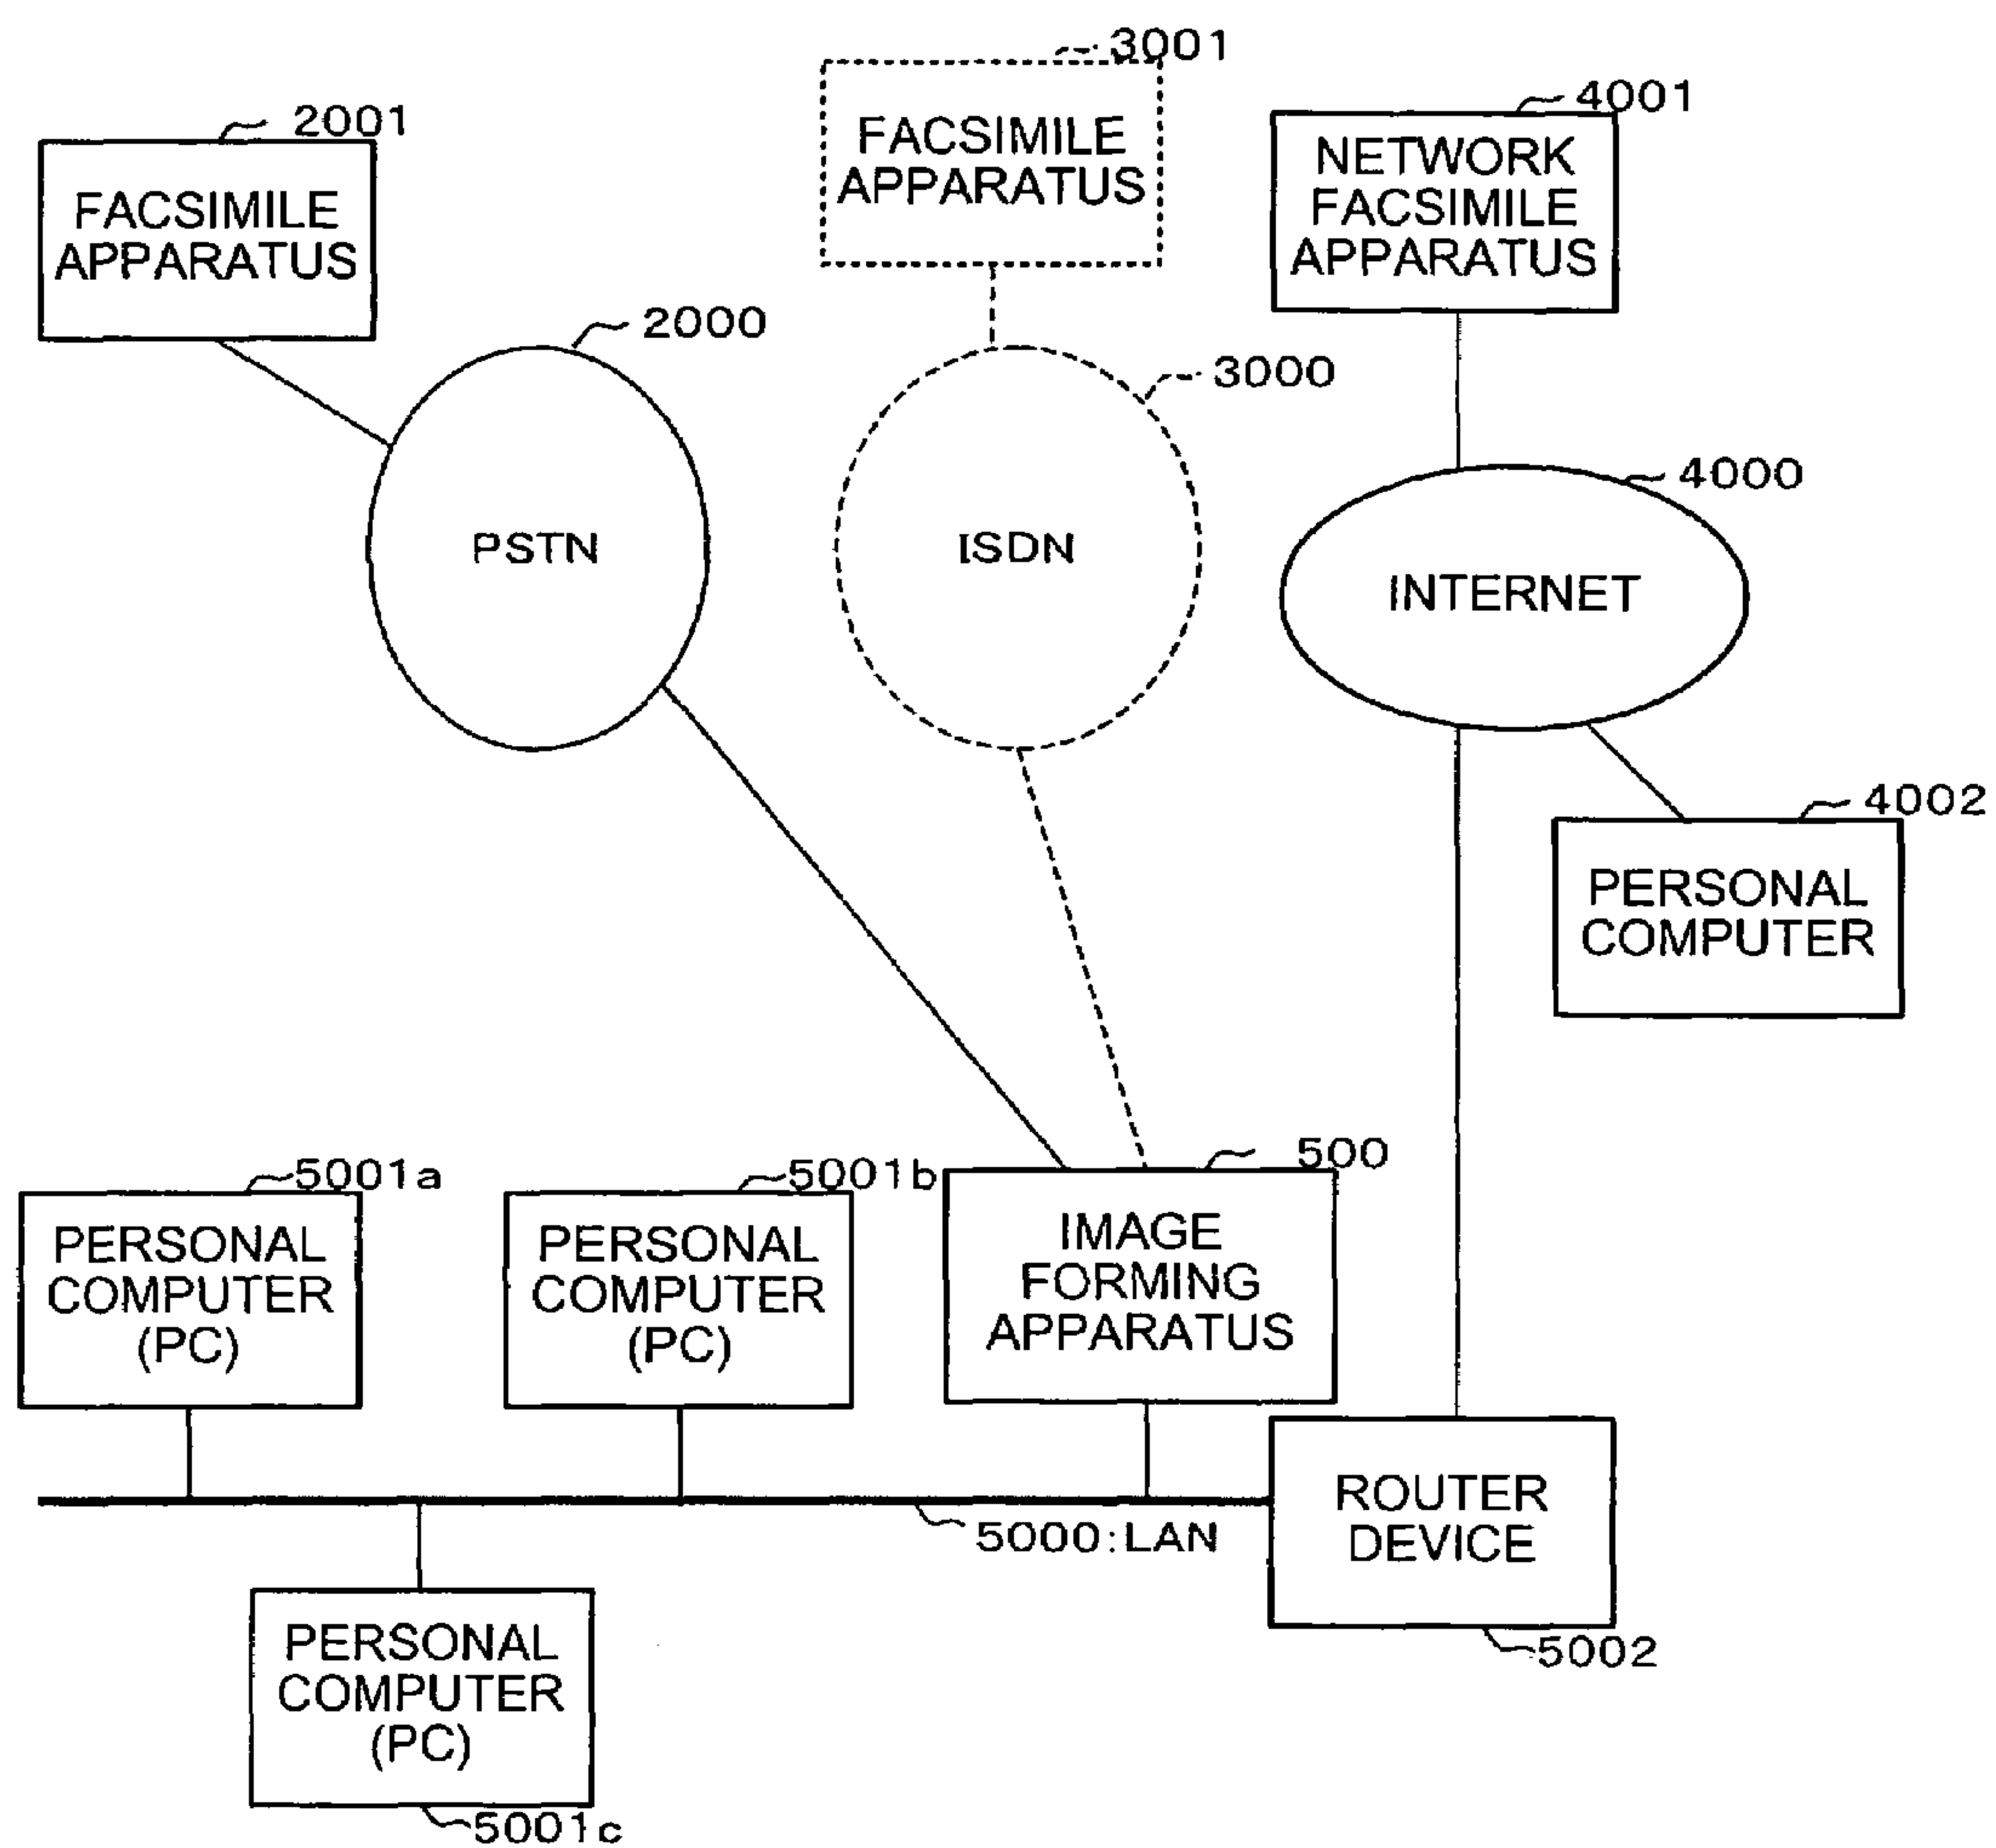 3001
4001
2001
FACSIMILE
APPARATUS
NETWORK
FACSIMILE
APPARATUS
FACSIMILE
APPARATUS
2000
3000
4000
PSTN
ISDN
INTERNET
4002
PERSONAL
COMPUTER
5001a
5001b
500
PERSONAL
COMPUTER
(PC)
PERSONAL
COMPUTER
(PC)
IMAGE
FORMING
APPARATUS
ROUTER
DEVICE
5000:LAN
5002
PERSONAL
COMPUTER
(PC)
5001c